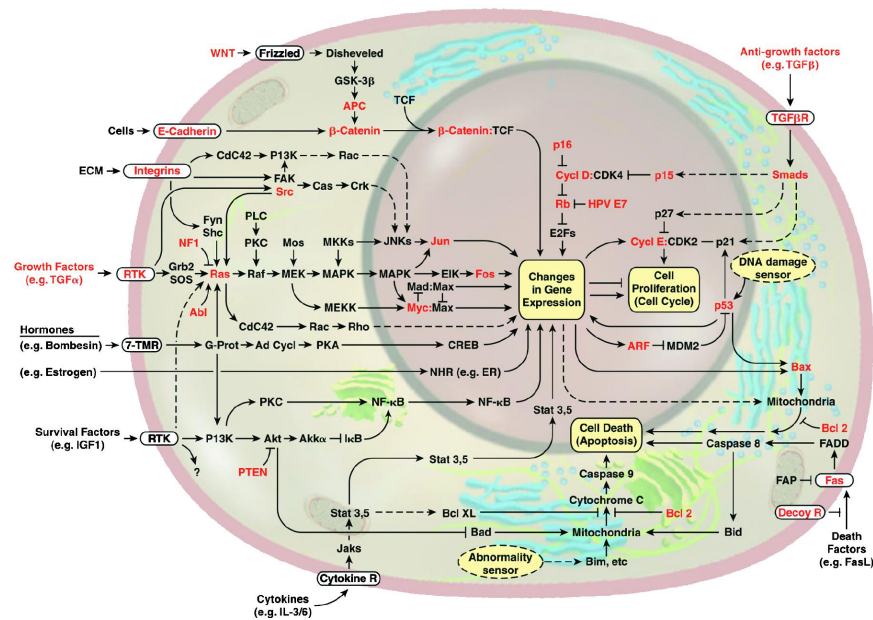 WNT
Frizzled
Disheveled
GSK-3β
APC
TCF
Cells
E-Cadherin
β-Catenin
β-Catenin:TCF
Anti-growth factors
(e.g. TGFβ)
TGFβR
Smads
p16
Cycl D:CDK4
p15
Rb
HPV E7
E2Fs
p27
Cycl E:CDK2
p21
ECM
Integrins
CdC42
P13K
Rac
FAK
Src
Cas
Crk
Fyn
Shc
PLC
PKC
NF1
Mos
MKKs
JNKs
Jun
Growth Factors
(e.g. TGFα)
RTK
Grb2
SOS
Ras
Raf
MEK
MAPK
MAPK
ElK
Fos
Mad:Max
MEKK
Myc:Max
Abl
CdC42
Rac
Rho
Changes
in Gene
Expression
Cell
Proliferation
(Cell Cycle)
DNA damage
sensor
p53
ARF
MDM2
Bax
Hormones
(e.g. Bombesin)
7-TMR
G-Prot
Ad Cycl
PKA
CREB
(e.g. Estrogen)
NHR (e.g. ER)
PKC
NF-κB
NF-κB
Stat 3,5
Mitochondria
Bcl 2
Survival Factors
(e.g. IGF1)
RTK
P13K
Akt
Akkα
IκB
PTEN
?
Cell Death
(Apoptosis)
Caspase 8
FADD
Caspase 9
FAP
Fas
Stat 3,5
Cytochrome C
Decoy R
Stat 3,5
Bcl XL
Bcl 2
Death
Factors
(e.g. FasL)
Bad
Mitochondria
Bid
Jaks
Abnormality
sensor
Bim, etc
Cytokine R
Cytokines
(e.g. IL-3/6)